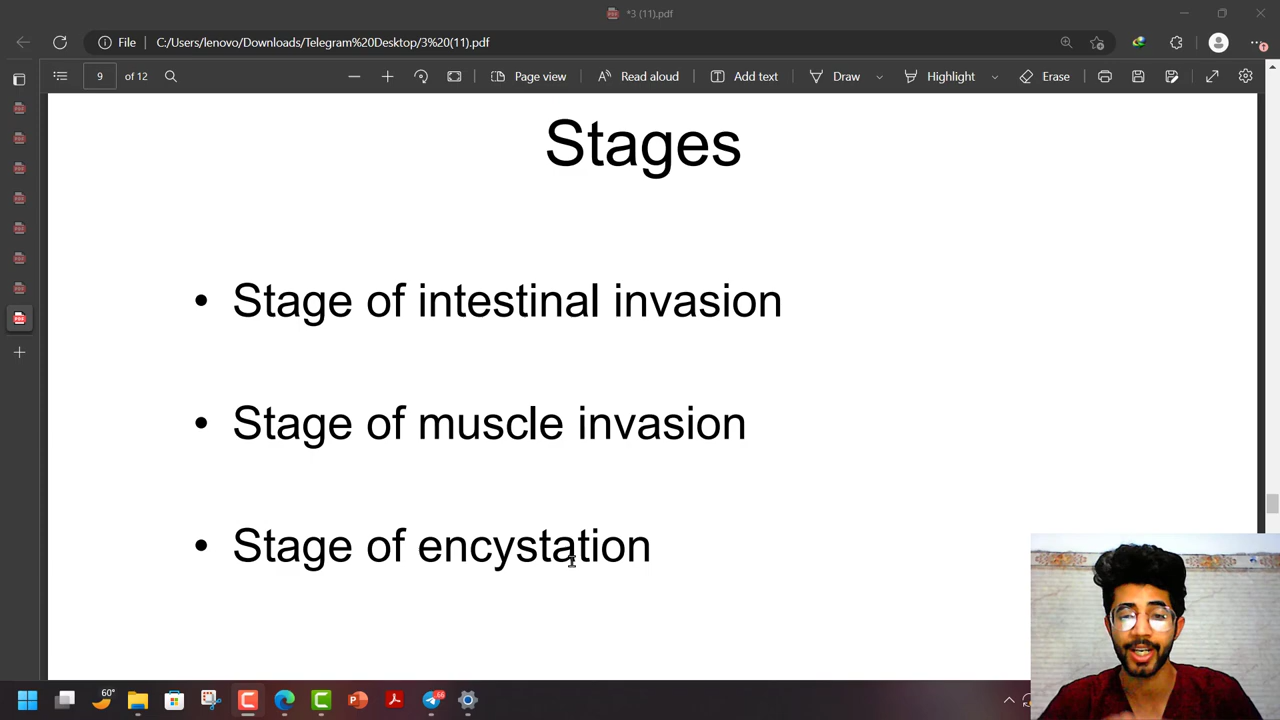 *3 (11).pdf
File
C:/Users/lenovo/Downloads/Telegram%20Desktop/3%20(11).pdf
9 of 12
Page view
Read aloud
Add text
Draw
Highlight
Erase
Stages
• Stage of intestinal invasion
• Stage of muscle invasion
• Stage of encystation
60°
66